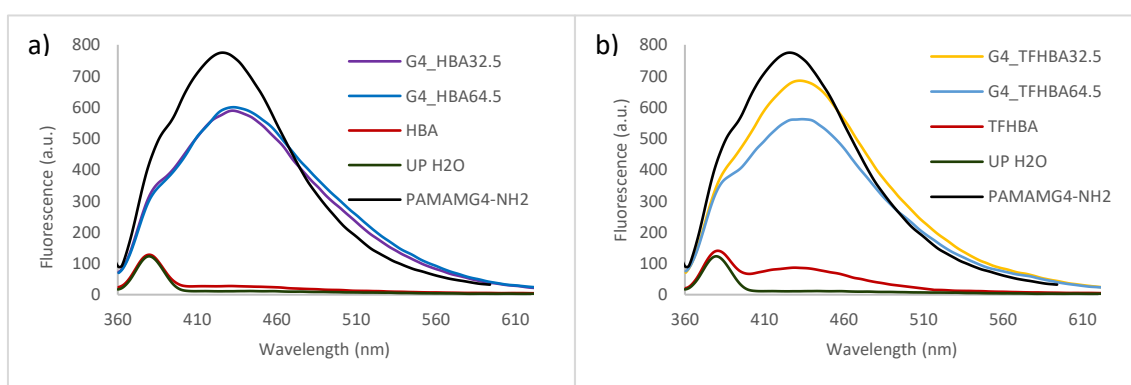 a)
800
700
600
500
400
300
200
100
0
Fluorescence (a.u.)
360 410 460 510 560 610
Wavelength (nm)
G4_HBA32.5
G4_HBA64.5
HBA
UP H2O
PAMAMG4-NH2
b)
800
700
600
500
400
300
200
100
0
Fluorescence (a.u.)
360 410 460 510 560 610
Wavelength (nm)
G4_TFHBA32.5
G4_TFHBA64.5
TFHBA
UP H2O
PAMAMG4-NH2